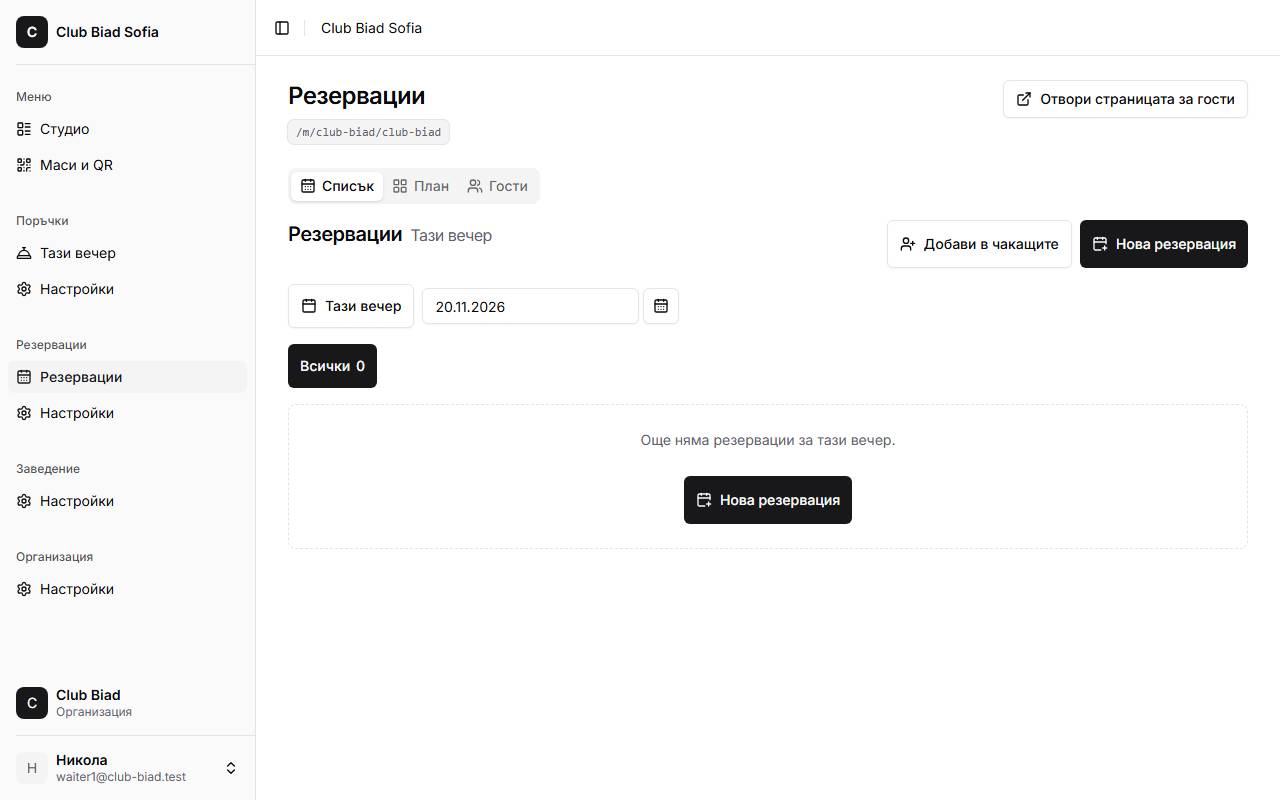 C Club Biad Sofia
Меню
Студио
Маси и QR
Поръчки
Тази вечер
Настройки
Резервации
Резервации
Настройки
Заведение
Настройки
Организация
Настройки
C Club Biad
Организация
Н Никола
waiter1@club-biad.test
Club Biad Sofia
Резервации
Отвори страницата за гости
/m/club-biad/club-biad
Списък План Гости
Резервации Тази вечер
Добави в чакащите Нова резервация
Тази вечер 20.11.2026
Всички 0
Още няма резервации за тази вечер.
Нова резервация